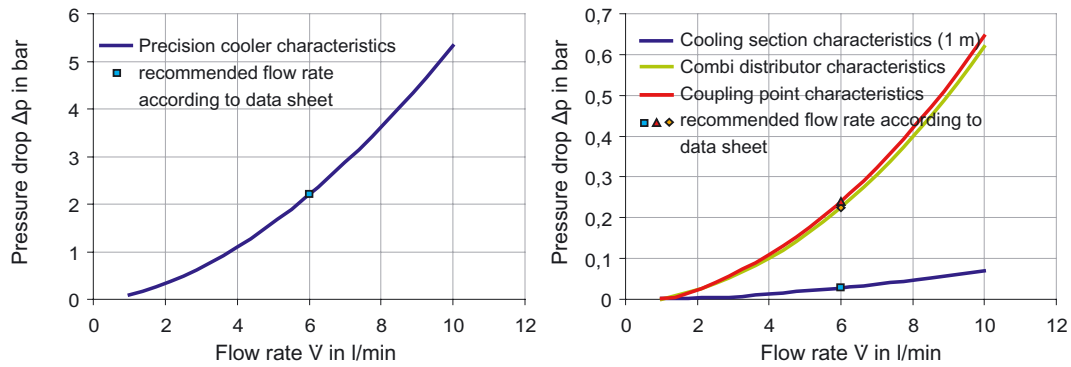 Pressure drop Δp in bar
6
5
4
3
2
1
0
Precision cooler characteristics
recommended flow rate
according to data sheet
0 2 4 6 8 10 12
Flow rate V̇ in l/min
Pressure drop Δp in bar
0,7
0,6
0,5
0,4
0,3
0,2
0,1
0
Cooling section characteristics (1 m)
Combi distributor characteristics
Coupling point characteristics
recommended flow rate according to
data sheet
0 2 4 6 8 10 12
Flow rate V̇ in l/min